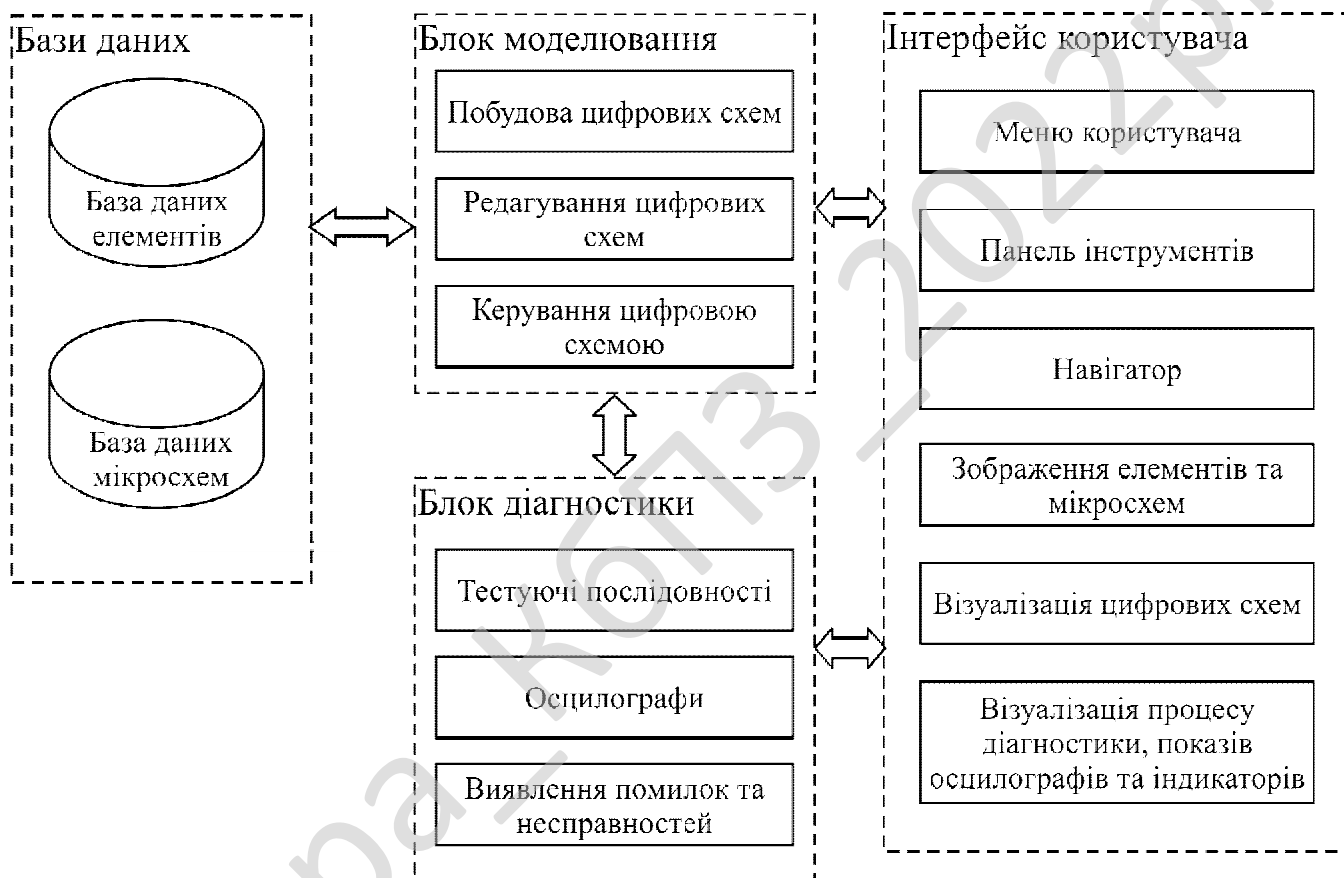 Бази даних
База даних
елементів
База даних
мікросхем
Блок моделювання
Побудова цифрових схем
Редагування цифрових
схем
Керування цифровою
схемою
Блок діагностики
Тестуючі послідовності
Осцилографи
Виявлення помилок та
несправностей
Інтерфейс користувача
Меню користувача
Панель інструментів
Навігатор
Зображення елементів та
мікросхем
Візуалізація цифрових схем
Візуалізація процесу
діагностики, показів
осцилографів та індикаторів
ра_КбПЗ_2022р